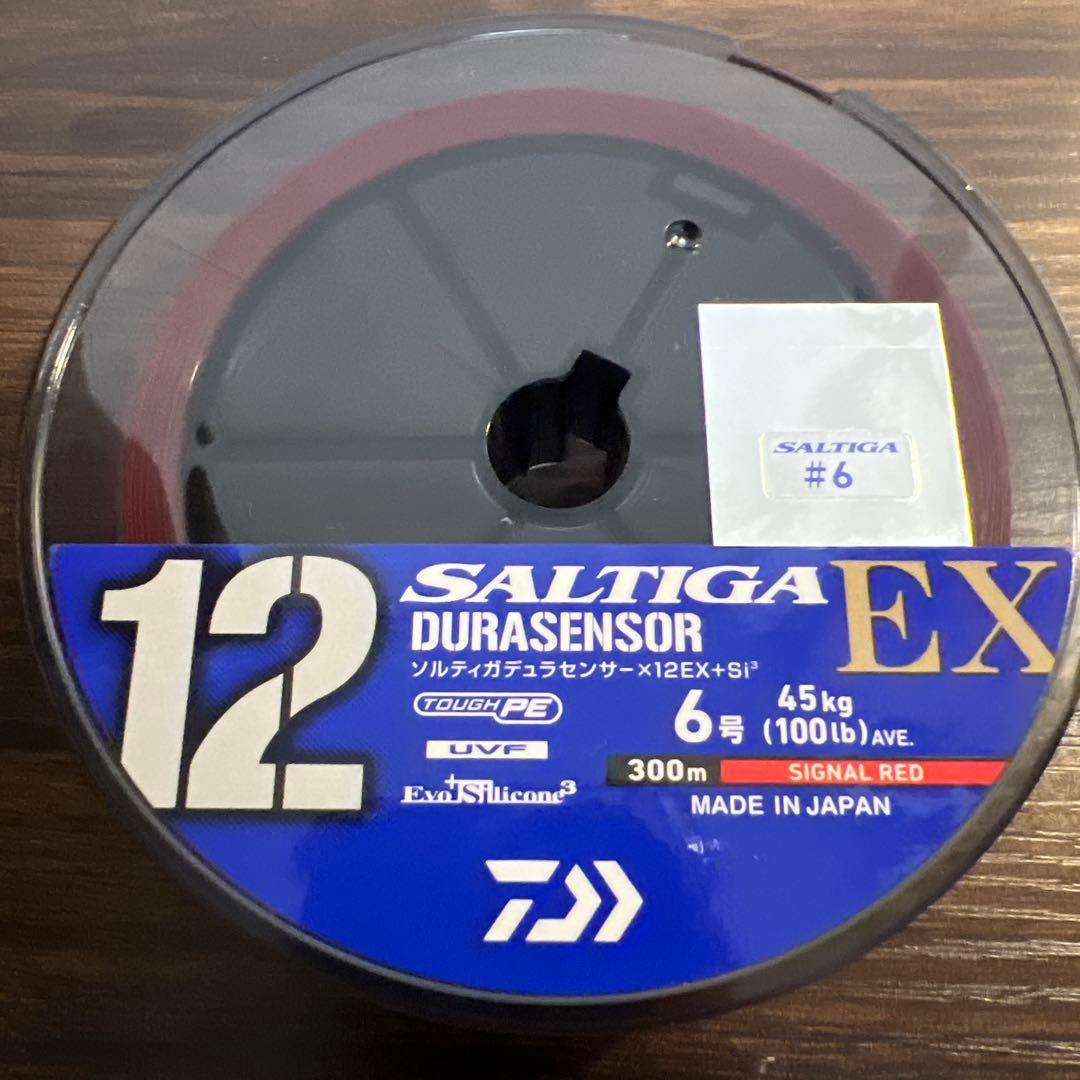 SALTIGA
#6
12
SALTIGA EX
DURASENSOR
ソルティガデュラセンサー×12EX+Si³
TOUGH PE
UVF
Evo+Silicone³
6号
45kg
(100lb)AVE.
300m SIGNAL RED
MADE IN JAPAN